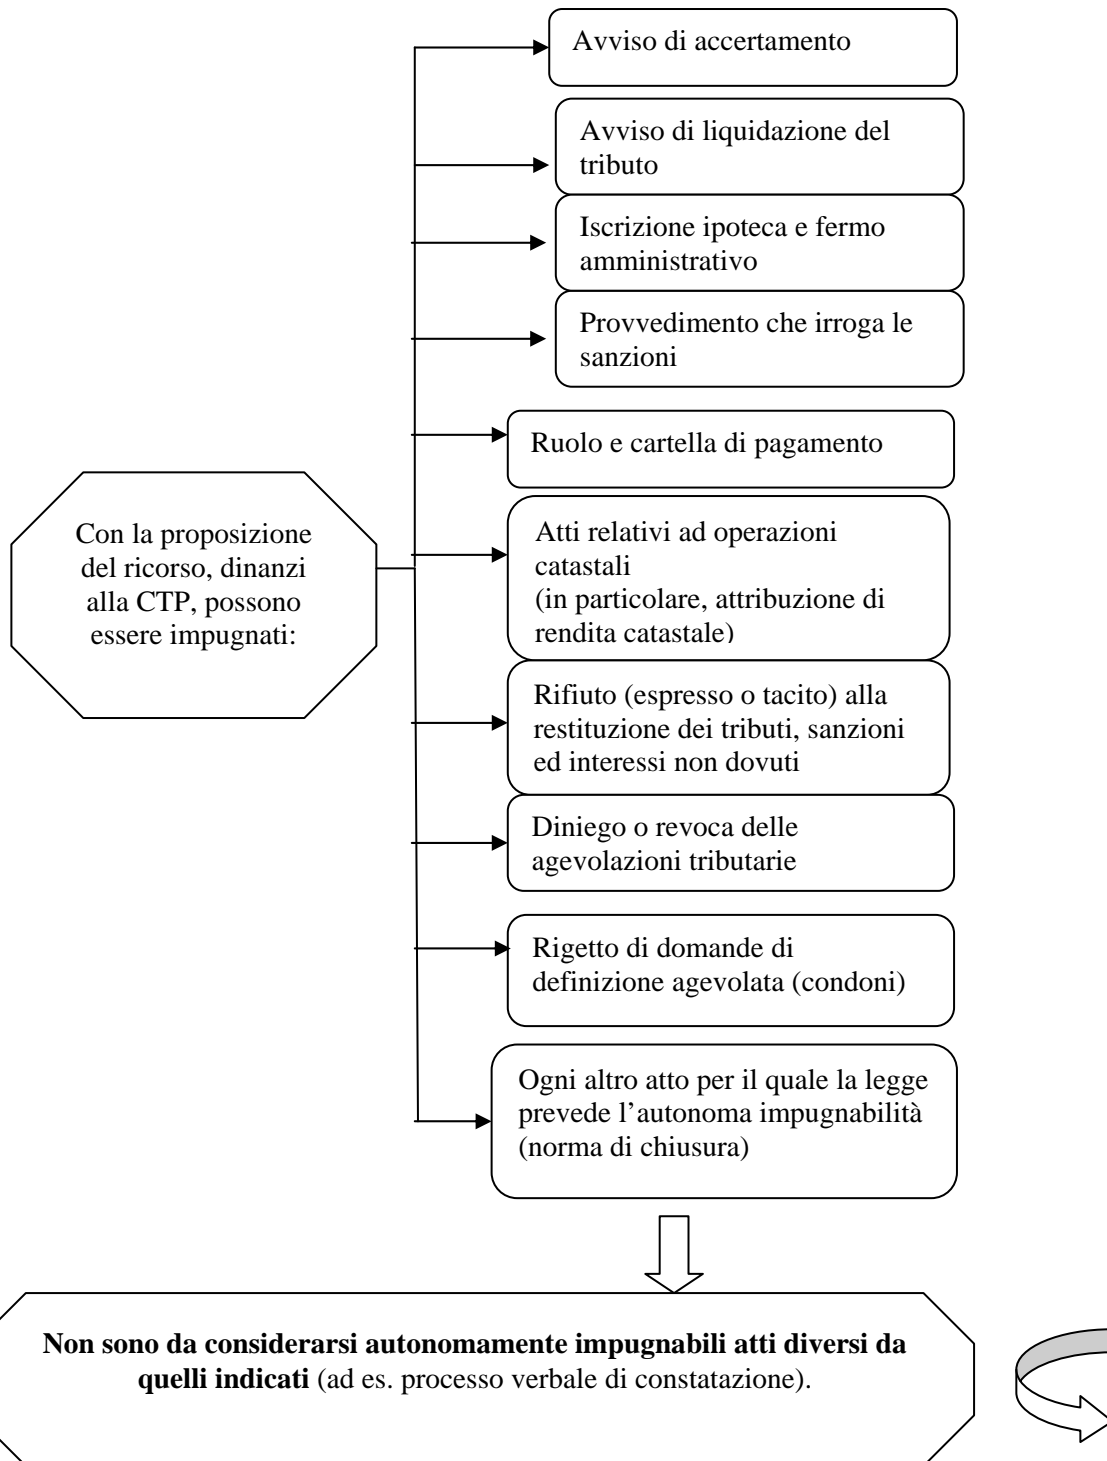 Avviso di accertamento
Avviso di liquidazione del
tributo
Iscrizione ipoteca e fermo
amministrativo
Provvedimento che irroga le
sanzioni
Ruolo e cartella di pagamento
Con la proposizione
del ricorso, dinanzi
alla CTP, possono
essere impugnati:
Atti relativi ad operazioni
catastali
(in particolare, attribuzione di
rendita catastale)
Rifiuto (espresso o tacito) alla
restituzione dei tributi, sanzioni
ed interessi non dovuti
Diniego o revoca delle
agevolazioni tributarie
Rigetto di domande di
definizione agevolata (condoni)
Ogni altro atto per il quale la legge
prevede l’autonoma impugnabilità
(norma di chiusura)
Non sono da considerarsi autonomamente impugnabili atti diversi da
quelli indicati (ad es. processo verbale di constatazione).